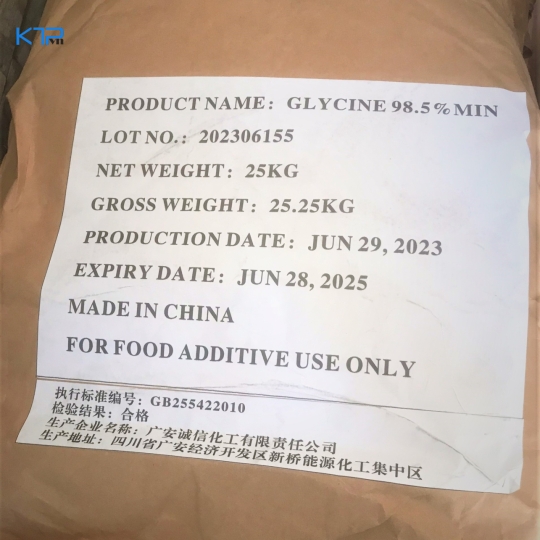 KTP.vn
PRODUCT NAME: GLYCINE 98.5%MIN
LOT NO.: 202306155
NET WEIGHT: 25KG
GROSS WEIGHT: 25.25KG
PRODUCTION DATE: JUN 29, 2023
EXPIRY DATE: JUN 28, 2025
MADE IN CHINA
FOR FOOD ADDITIVE USE ONLY
执行标准编号: GB255422010
检验结果: 合格
生产企业名称: 广安诚信化工有限责任公司
生产地址: 四川省广安经济开发区新桥能源化工集中区